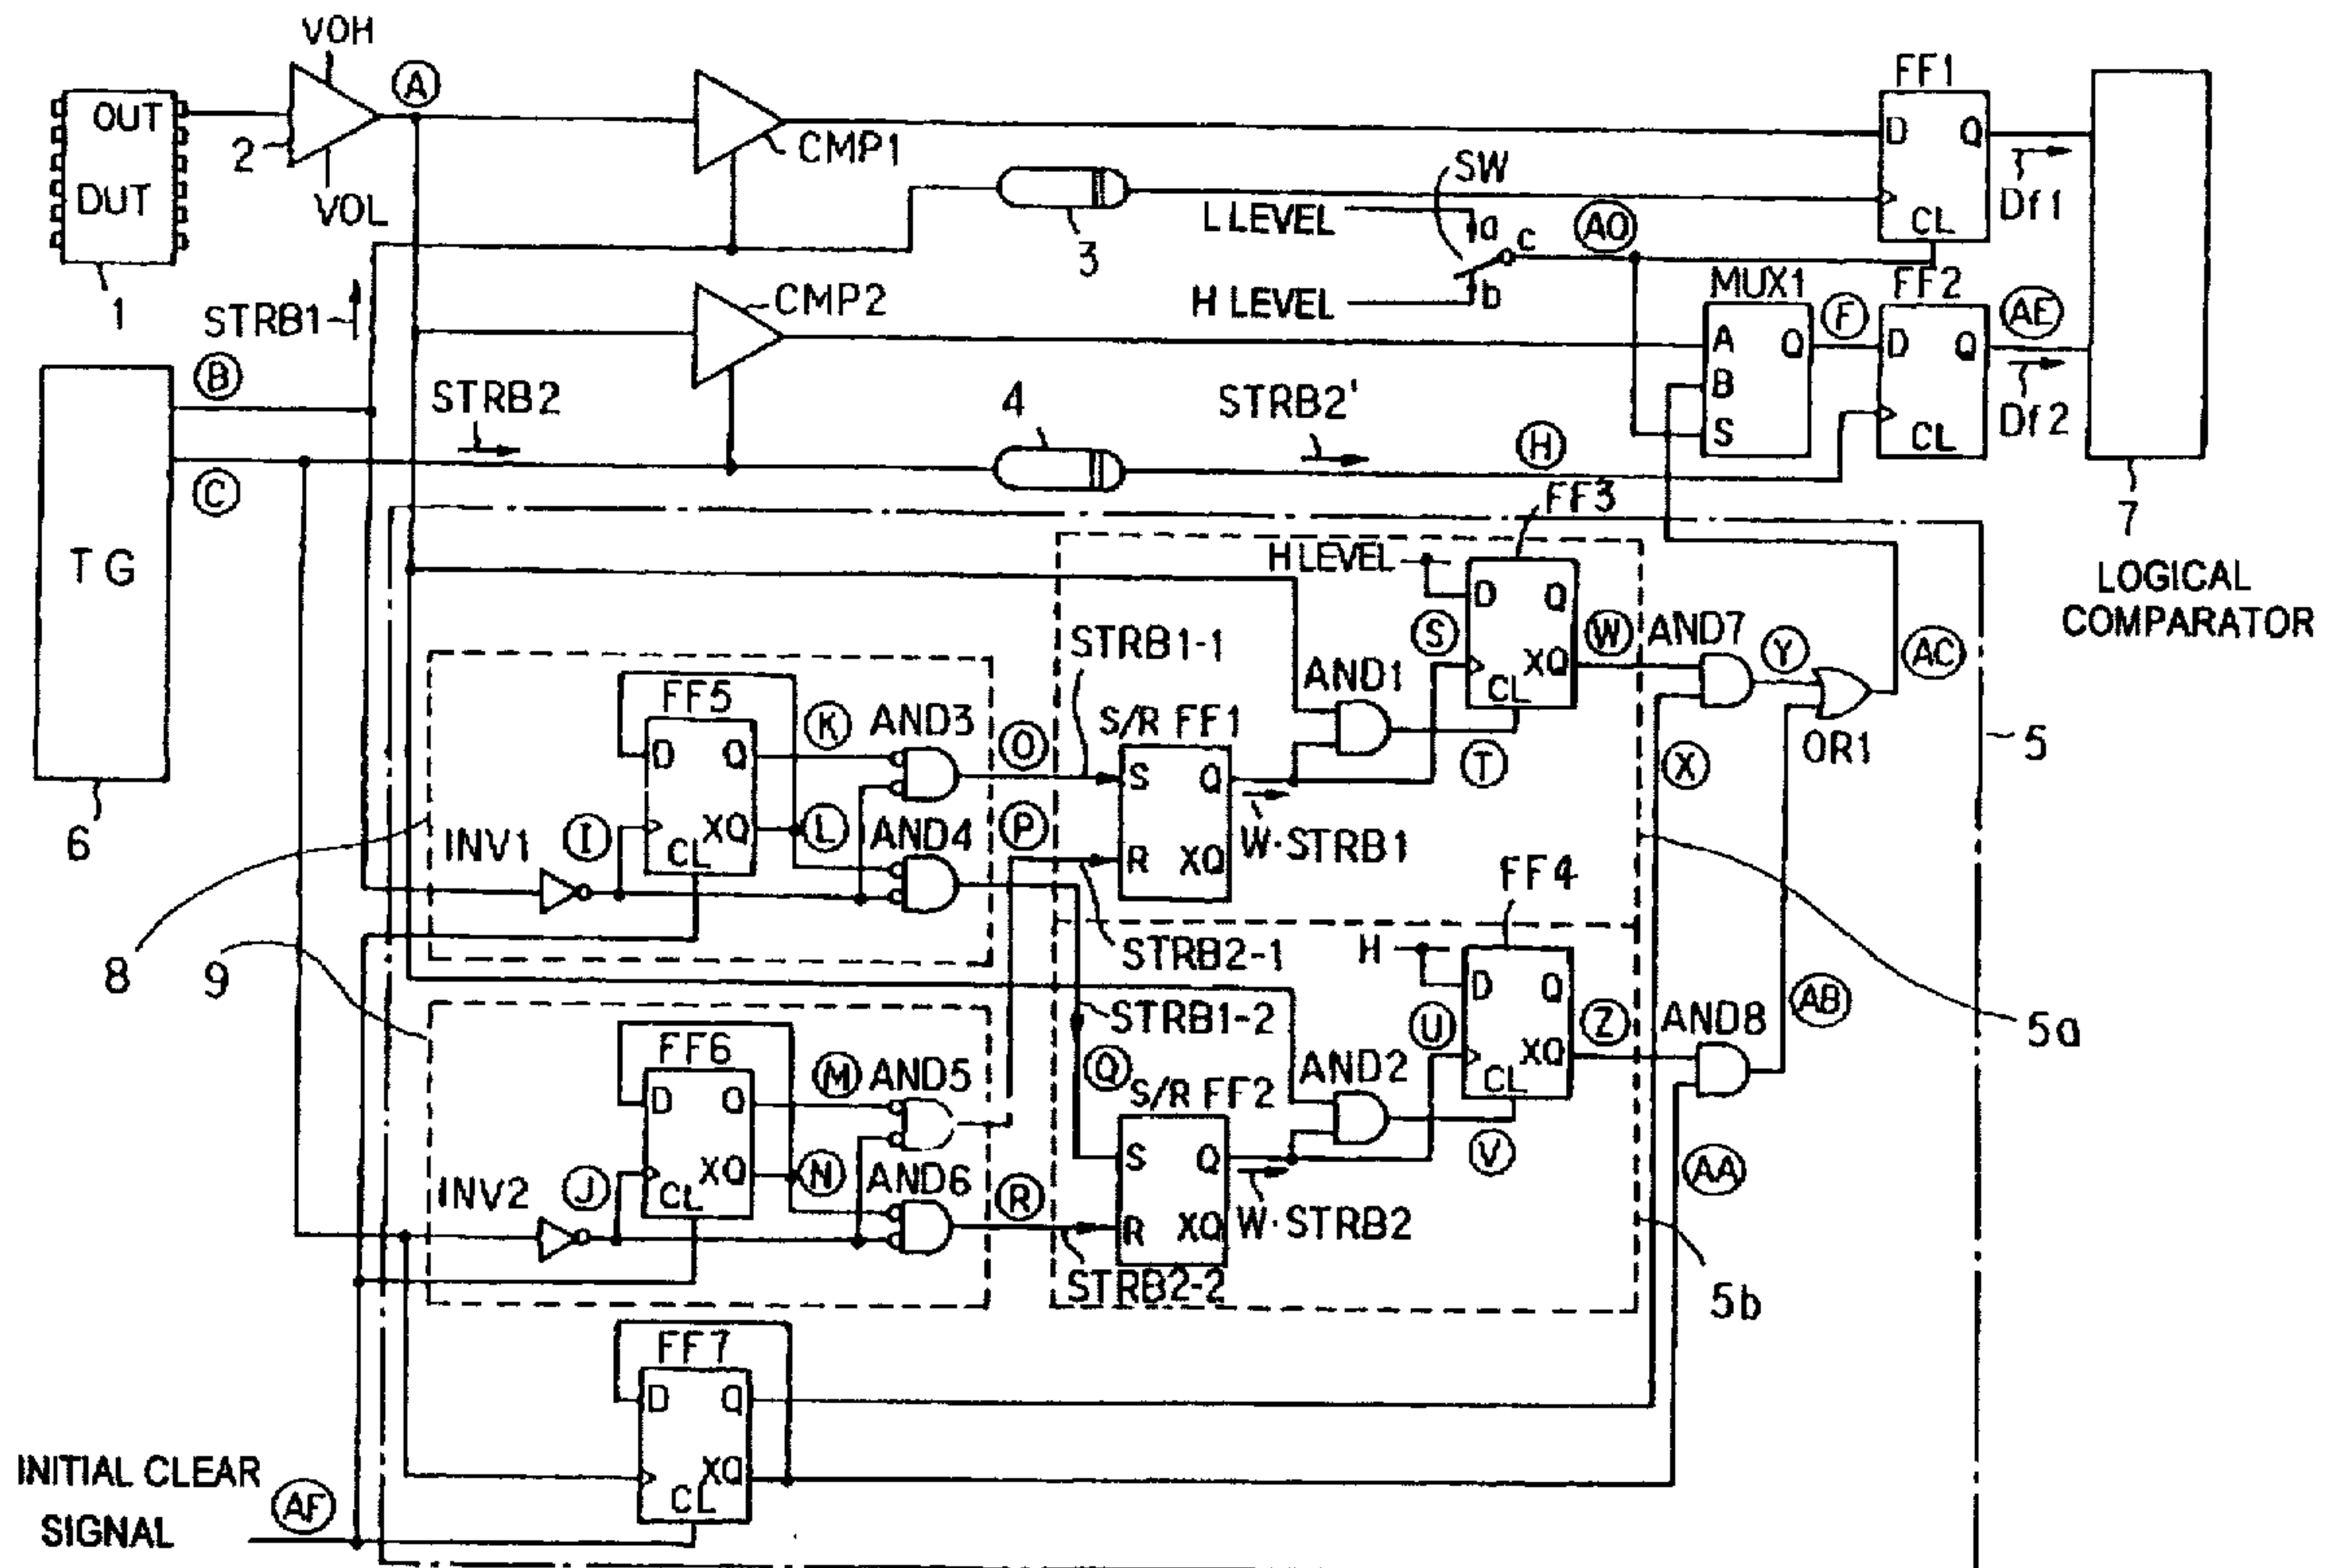 VOH
OUT
DUT
1
2
VOL
A
CMP1
3
SW
L LEVEL
a
c
b
H LEVEL
AO
FF1
D Q
CL
Df1
STRB1
B
C
TG
6
STRB2
CMP2
4
STRB2'
H
MUX1
A Q
B
S
F
FF2
D Q
CL
AE
Df2
7
LOGICAL
COMPARATOR
FF3
H LEVEL
D Q
XQ
CL
S
W
AND7
Y
AC
OR1
5
X
STRB1-1
AND1
T
FF5
D Q
XQ
CL
K
AND3
O
S/R FF1
S Q
R XQ
W·STRB1
INV1
I
L
AND4
P
8
9
STRB2-1
STRB1-2
Q
H
FF4
D Q
XQ
CL
U
Z
AND8
AB
5a
FF6
D Q
XQ
CL
M
AND5
S/R FF2
S Q
R XQ
W·STRB2
AND2
V
AA
INV2
J
N
AND6
R
STRB2-2
5b
FF7
D Q
XQ
CL
INITIAL CLEAR
SIGNAL
AF